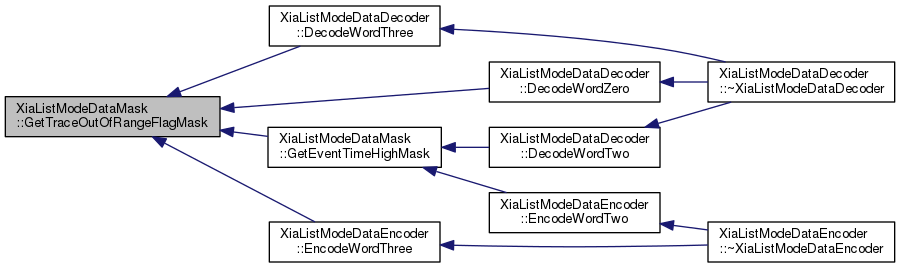 XiaListModeDataMask
::GetTraceOutOfRangeFlagMask
XiaListModeDataDecoder
::DecodeWordThree
XiaListModeDataDecoder
::DecodeWordZero
XiaListModeDataMask
::GetEventTimeHighMask
XiaListModeDataEncoder
::EncodeWordThree
XiaListModeDataDecoder
::DecodeWordTwo
XiaListModeDataEncoder
::EncodeWordTwo
XiaListModeDataDecoder
::~XiaListModeDataDecoder
XiaListModeDataEncoder
::~XiaListModeDataEncoder